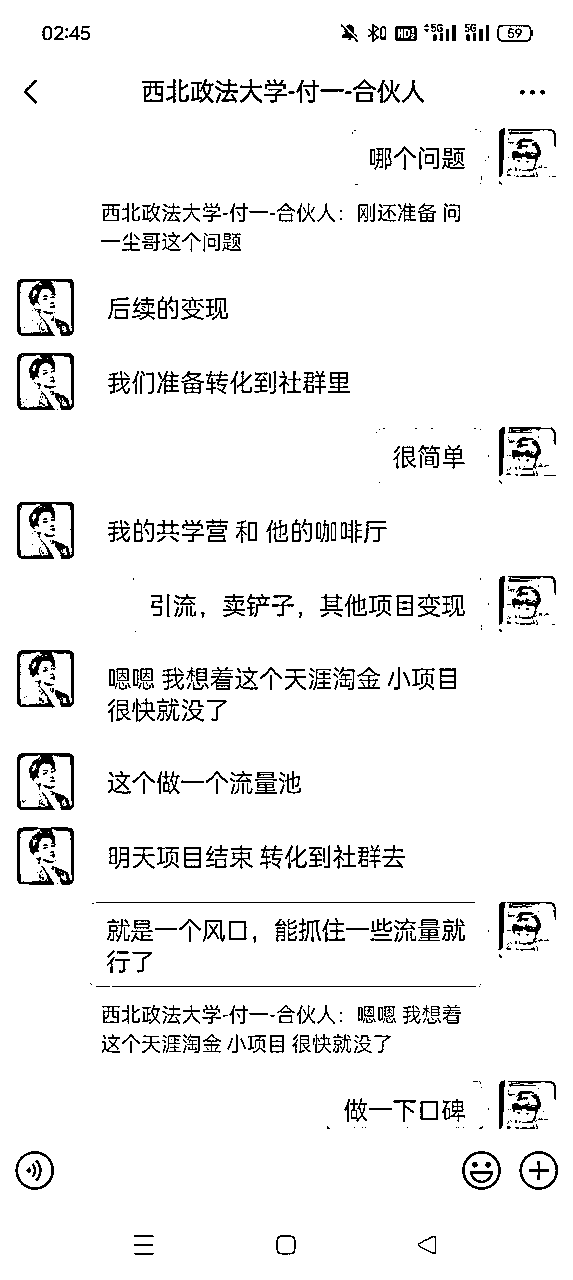 02:45
HD 5G 5G 59
西北政法大学-付一-合伙人
哪个问题
西北政法大学-付一-合伙人：刚还准备 问
一尘哥这个问题
后续的变现
我们准备转化到社群里
很简单
我的共学营 和 他的咖啡厅
引流，卖铲子，其他项目变现
嗯嗯 我想着这个天涯淘金 小项目
很快就没了
这个做一个流量池
明天项目结束 转化到社群去
就是一个风口，能抓住一些流量就
行了
西北政法大学-付一-合伙人：嗯嗯 我想着
这个天涯淘金 小项目 很快就没了
做一下口碑